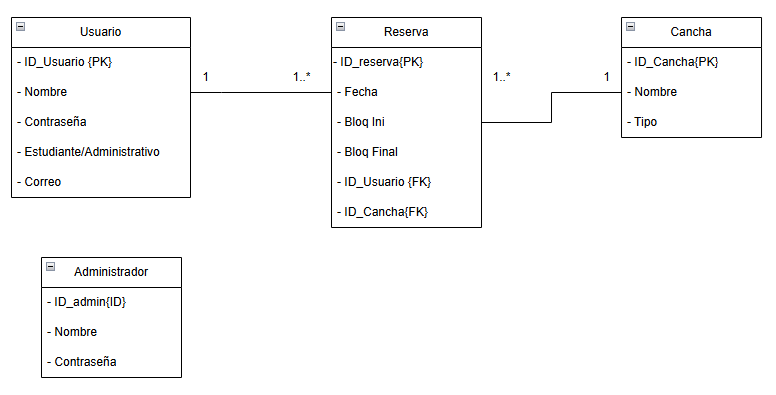 Usuario
- ID_Usuario {PK}
- Nombre
- Contraseña
- Estudiante/Administrativo
- Correo
1
1..*
Reserva
- ID_reserva{PK}
- Fecha
- Bloq Ini
- Bloq Final
- ID_Usuario {FK}
- ID_Cancha{FK}
1..*
1
Cancha
- ID_Cancha{PK}
- Nombre
- Tipo
Administrador
- ID_admin{ID}
- Nombre
- Contraseña